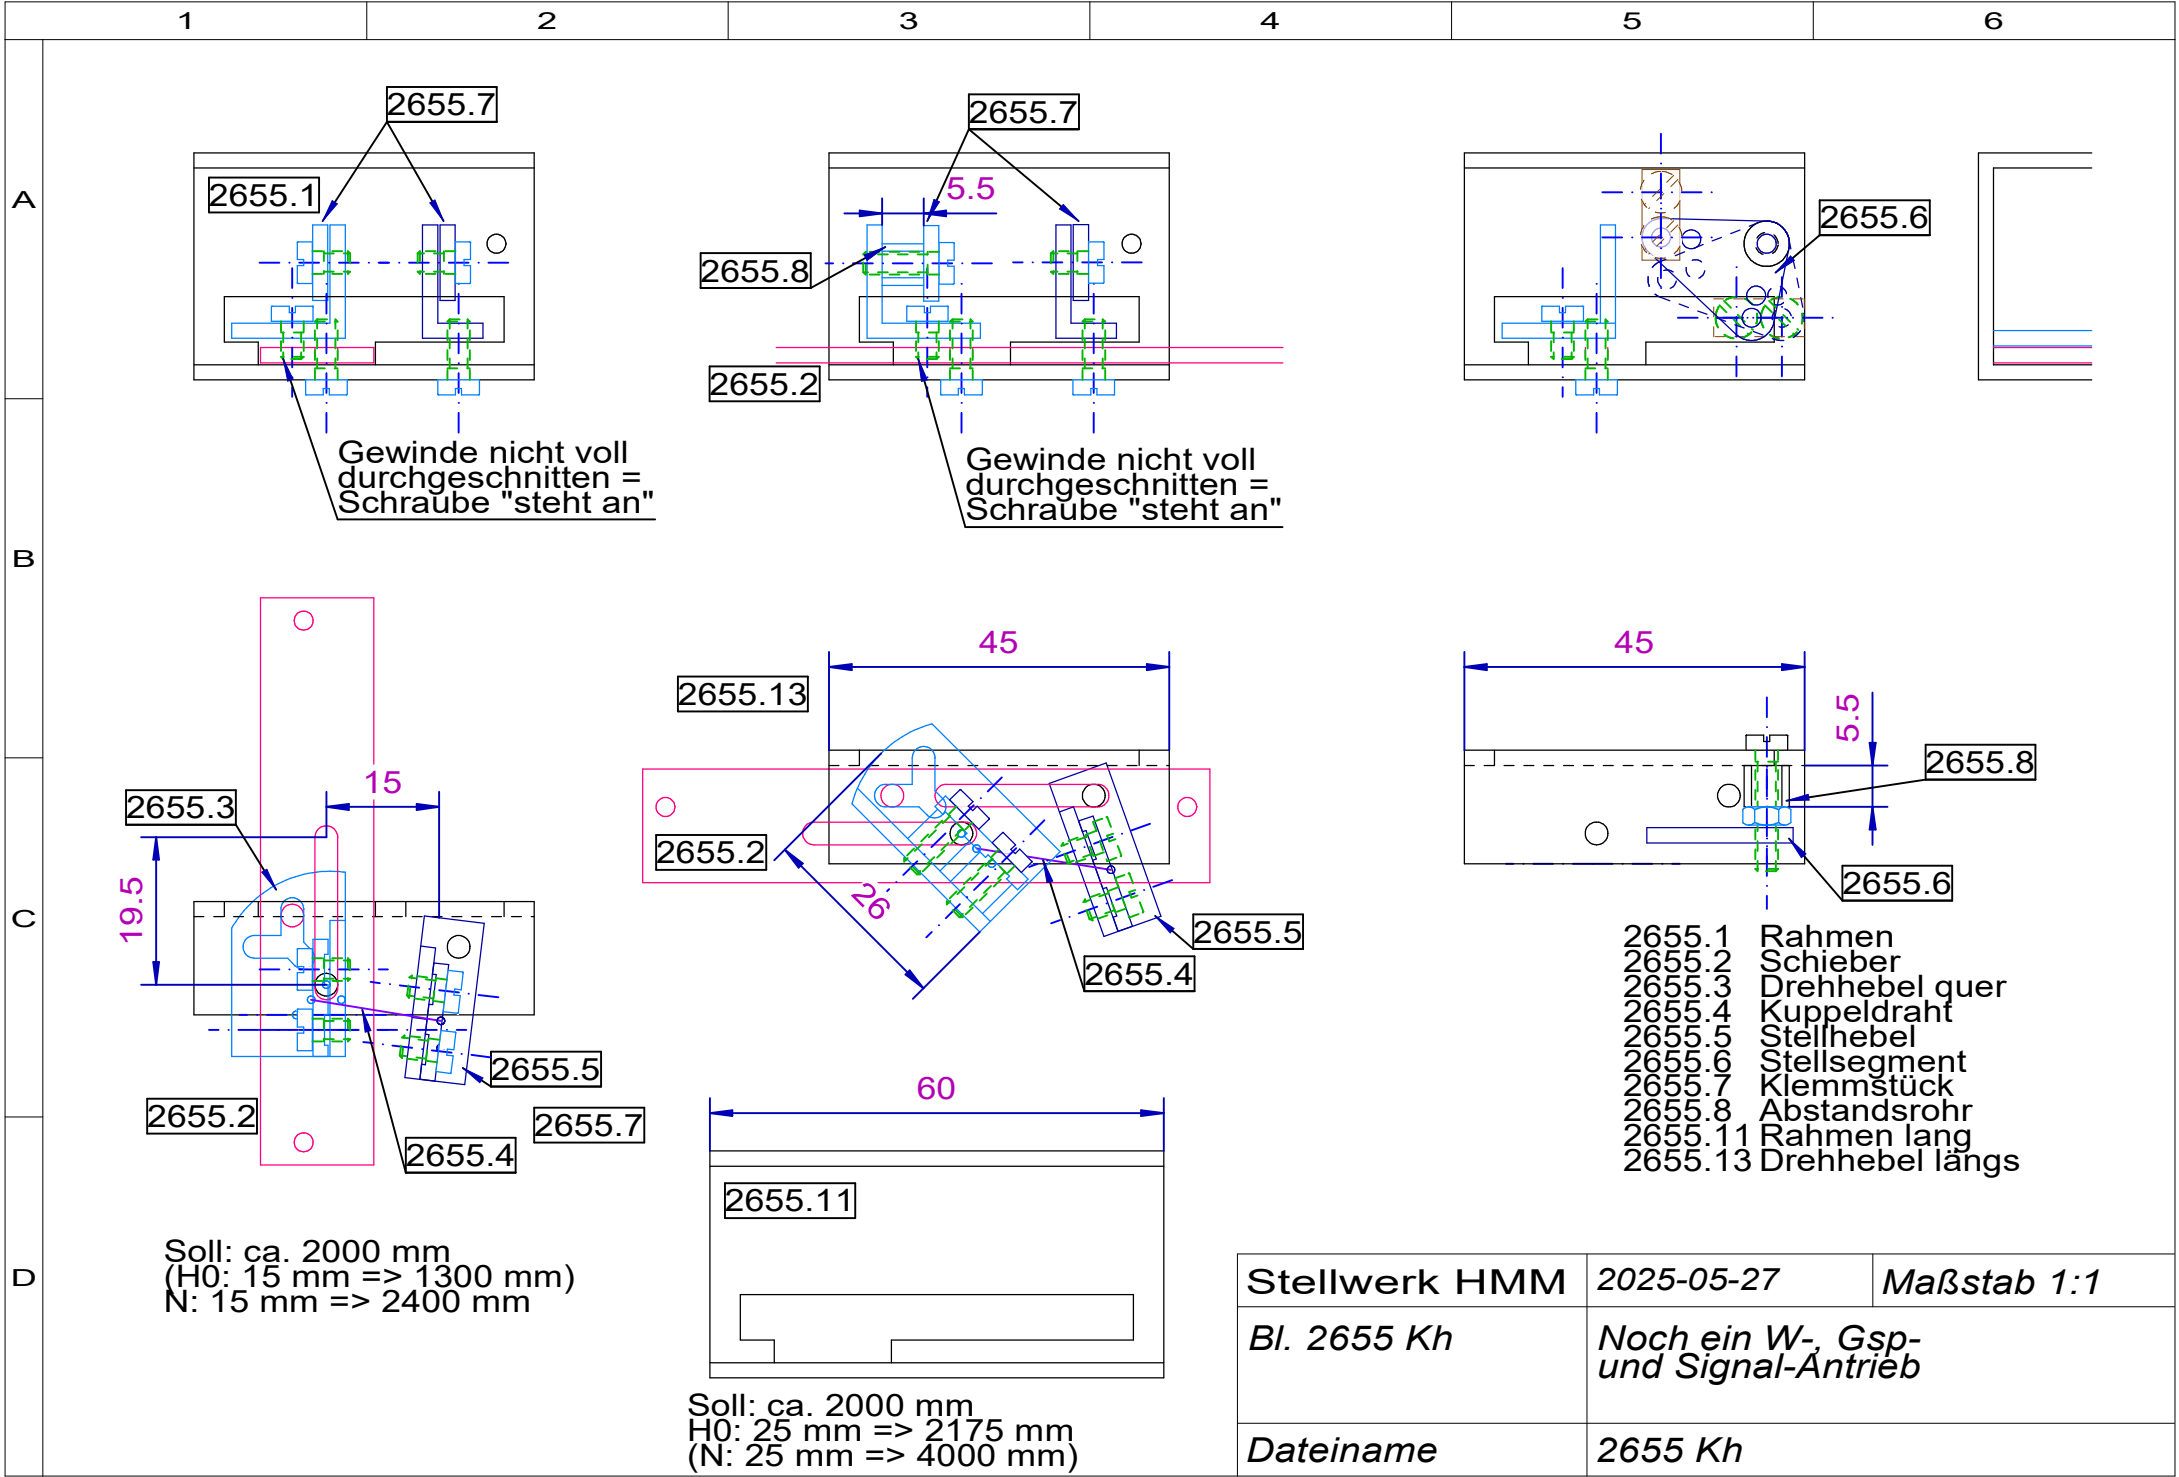 1 2 3 4 5 6
A
B
C
D
2655.7
2655.1
2655.7
5.5
2655.8
2655.2
2655.6
Gewinde nicht voll
durchgeschnitten =
Schraube "steht an"
Gewinde nicht voll
durchgeschnitten =
Schraube "steht an"
15
2655.3
19.5
2655.5
2655.2
2655.7
2655.4
45
2655.13
2655.2
26
2655.5
2655.4
45
5.5
2655.8
2655.6
2655.1 Rahmen
2655.2 Schieber
2655.3 Drehhebel quer
2655.4 Kuppeldraht
2655.5 Stellhebel
2655.6 Stellsegment
2655.7 Klemmstück
2655.8 Abstandsrohr
2655.11 Rahmen lang
2655.13 Drehhebel längs
60
2655.11
Soll: ca. 2000 mm
(H0: 15 mm => 1300 mm)
N: 15 mm => 2400 mm
Soll: ca. 2000 mm
H0: 25 mm => 2175 mm
(N: 25 mm => 4000 mm)
Stellwerk HMM 2025-05-27 Maßstab 1:1
Bl. 2655 Kh
Noch ein W-, Gsp-
und Signal-Antrieb
Dateiname 2655 Kh